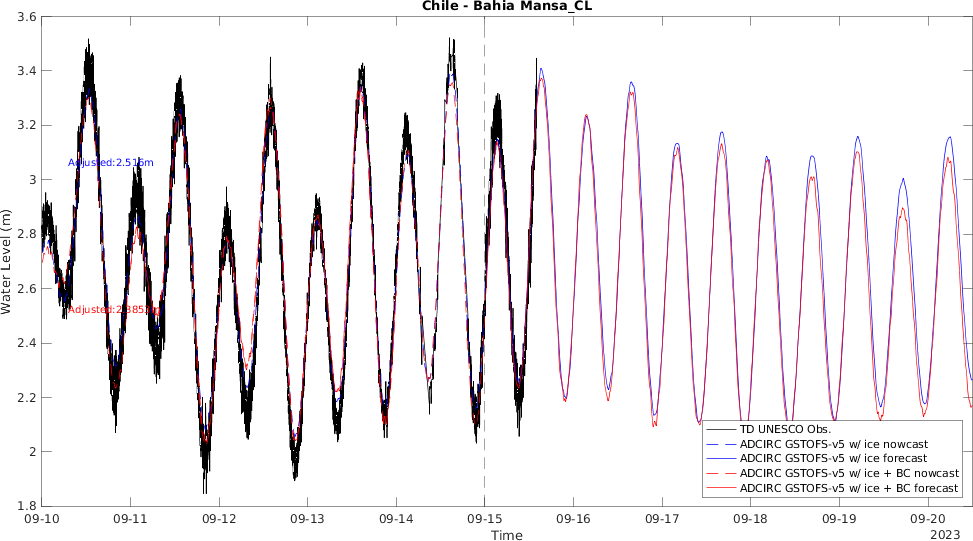 Chile - Bahia Mansa_CL
3.6
3.4
3.2
3
2.8
2.6
2.4
2.2
2
1.8
Water Level (m)
Adjusted:2.516m
TD UNESCO Obs.
ADCIRC GSTOFS-v5 w/ ice nowcast
ADCIRC GSTOFS-v5 w/ ice forecast
ADCIRC GSTOFS-v5 w/ ice + BC nowcast
ADCIRC GSTOFS-v5 w/ ice + BC forecast
09-10 09-11 09-12 09-13 09-14 09-15 09-16 09-17 09-18 09-19 09-20
Time
2023